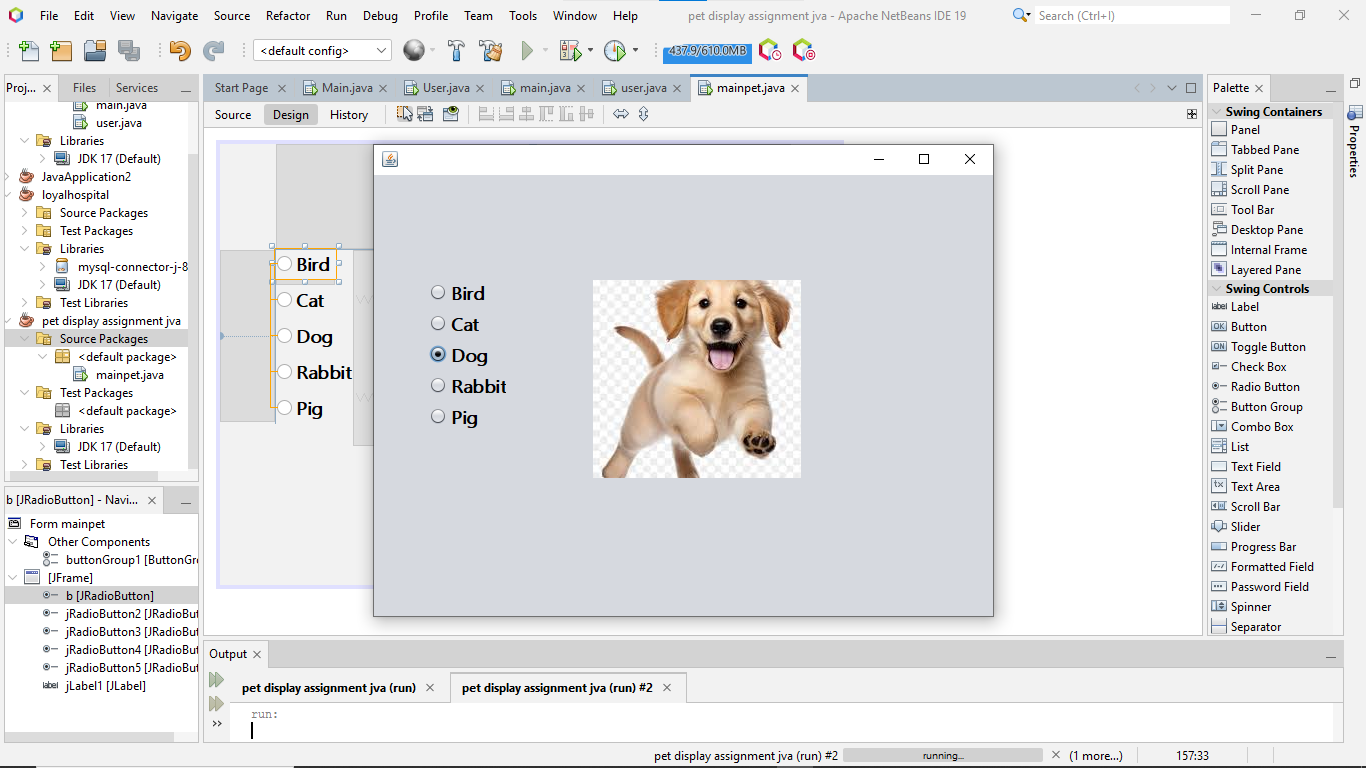 File Edit View Navigate Source Refactor Run Debug Profile Team Tools Window Help
pet display assignment jva - Apache NetBeans IDE 19
Search (Ctrl+I)
<default config>
437.9/610.0MB
Proj... Files Services
main.java
user.java
Libraries
JDK 17 (Default)
JavaApplication2
loyalhospital
Source Packages
Test Packages
Libraries
mysql-connector-j-8
JDK 17 (Default)
Test Libraries
pet display assignment jva
Source Packages
<default package>
mainpet.java
Test Packages
<default package>
Libraries
JDK 17 (Default)
Test Libraries
b [JRadioButton] - Navi...
Form mainpet
Other Components
buttonGroup1 [ButtonGr
[JFrame]
b [JRadioButton]
jRadioButton2 [JRadioBut
jRadioButton3 [JRadioBut
jRadioButton4 [JRadioBut
jRadioButton5 [JRadioBut
jLabel1 [JLabel]
Start Page Main.java User.java main.java user.java mainpet.java
Source Design History
Bird
Cat
Dog
Rabbit
Pig
Bird
Cat
Dog
Rabbit
Pig
Palette
Swing Containers
Panel
Tabbed Pane
Split Pane
Scroll Pane
Tool Bar
Desktop Pane
Internal Frame
Layered Pane
Swing Controls
label Label
OK Button
ON Toggle Button
Check Box
Radio Button
Button Group
Combo Box
List
Text Field
Text Area
Scroll Bar
Slider
Progress Bar
Formatted Field
Password Field
Spinner
Separator
Properties
Output
pet display assignment jva (run) pet display assignment jva (run) #2
run:
pet display assignment jva (run) #2 running... (1 more...) 157:33